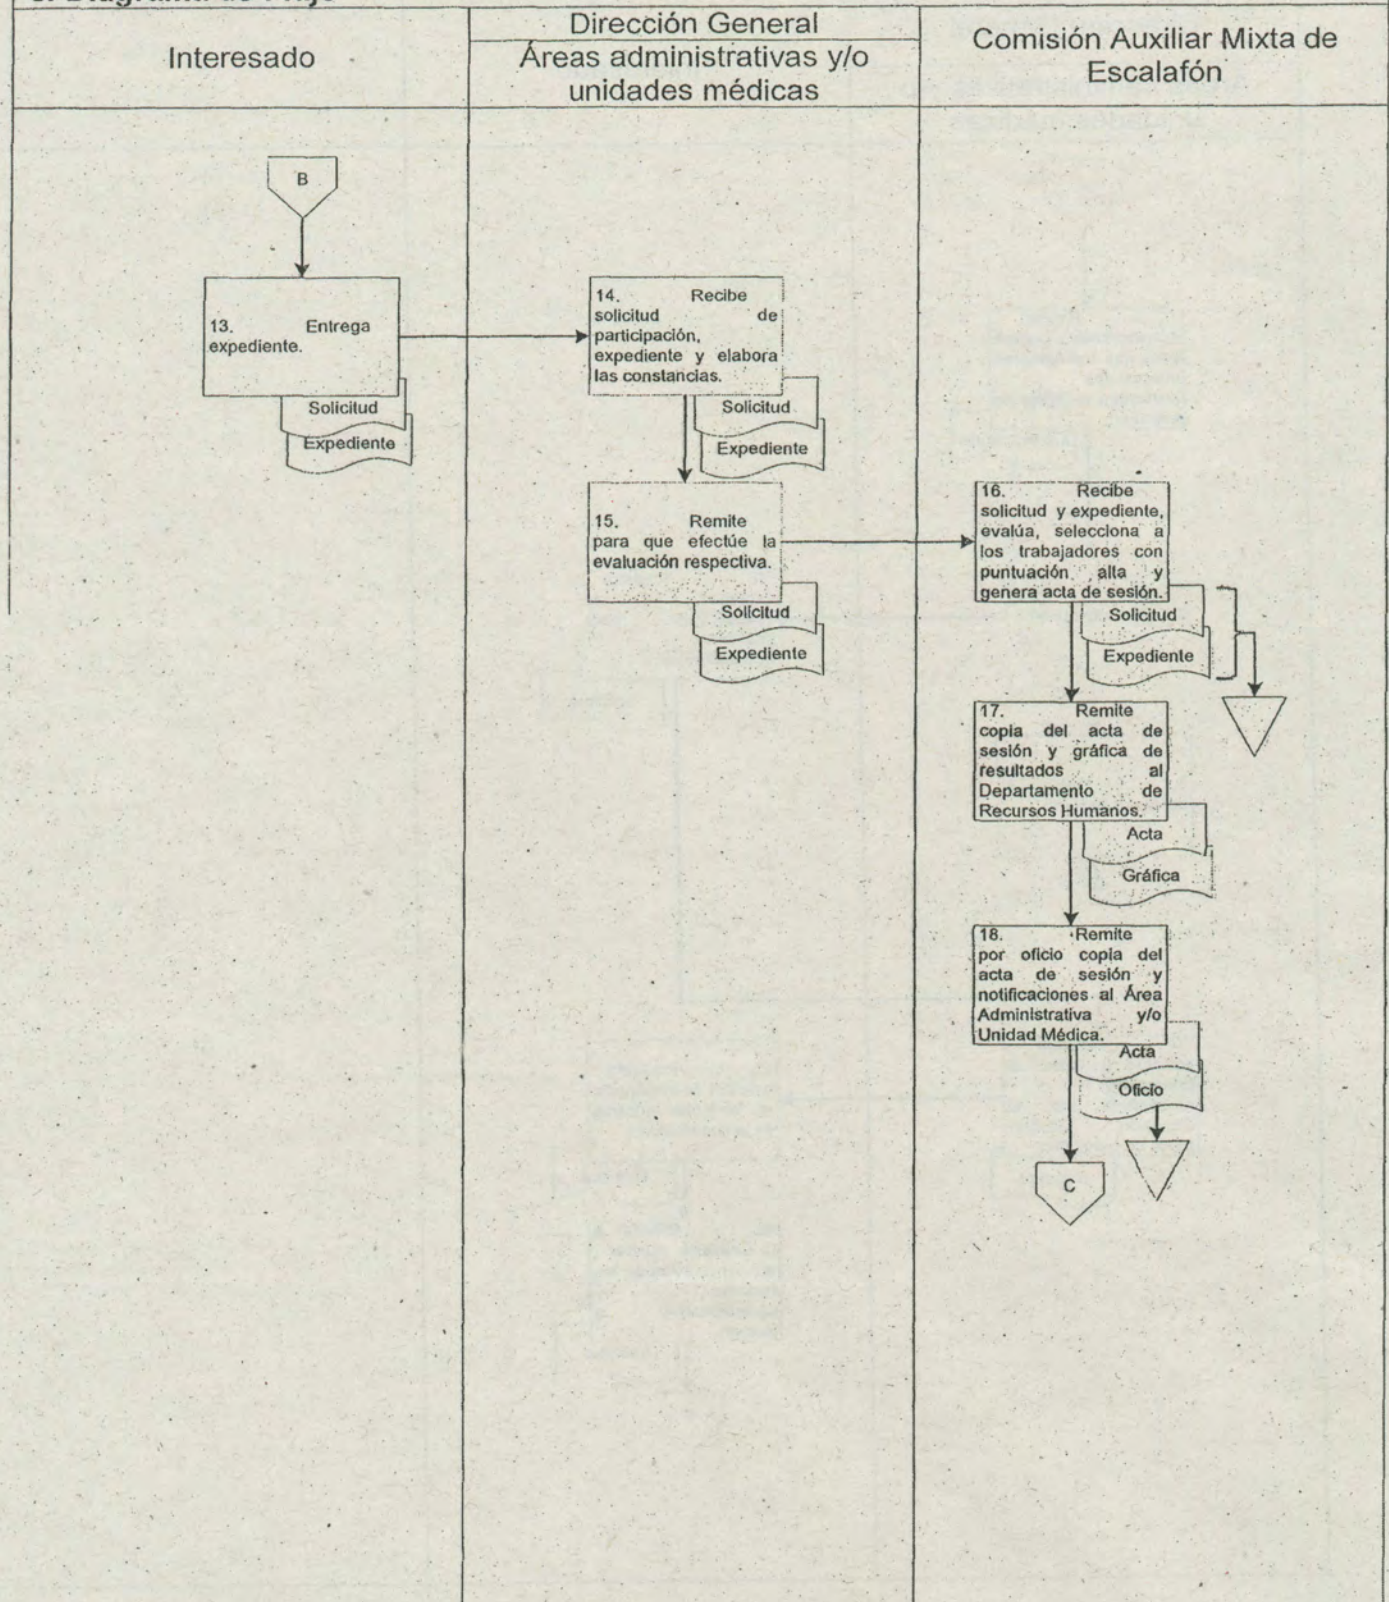 Diagrama de Flujo
Interesado
Dirección General
Áreas administrativas y/o
unidades médicas
Comisión Auxiliar Mixta de
Escalafón
B
13. Entrega
expediente.
Solicitud
Expediente
14. Recibe
solicitud de
participación,
expediente y elabora
las constancias.
Solicitud
Expediente
15. Remite
para que efectúe la
evaluación respectiva.
Solicitud
Expediente
16. Recibe
solicitud y expediente,
evalúa, selecciona a
los trabajadores con
puntuación alta y
genera acta de sesión.
Solicitud
Expediente
17. Remite
copia del acta de
sesión y gráfica de
resultados al
Departamento de
Recursos Humanos.
Acta
Gráfica
18. Remite
por oficio copia del
acta de sesión y
notificaciones al Área
Administrativa y/o
Unidad Médica.
Acta
Oficio
C